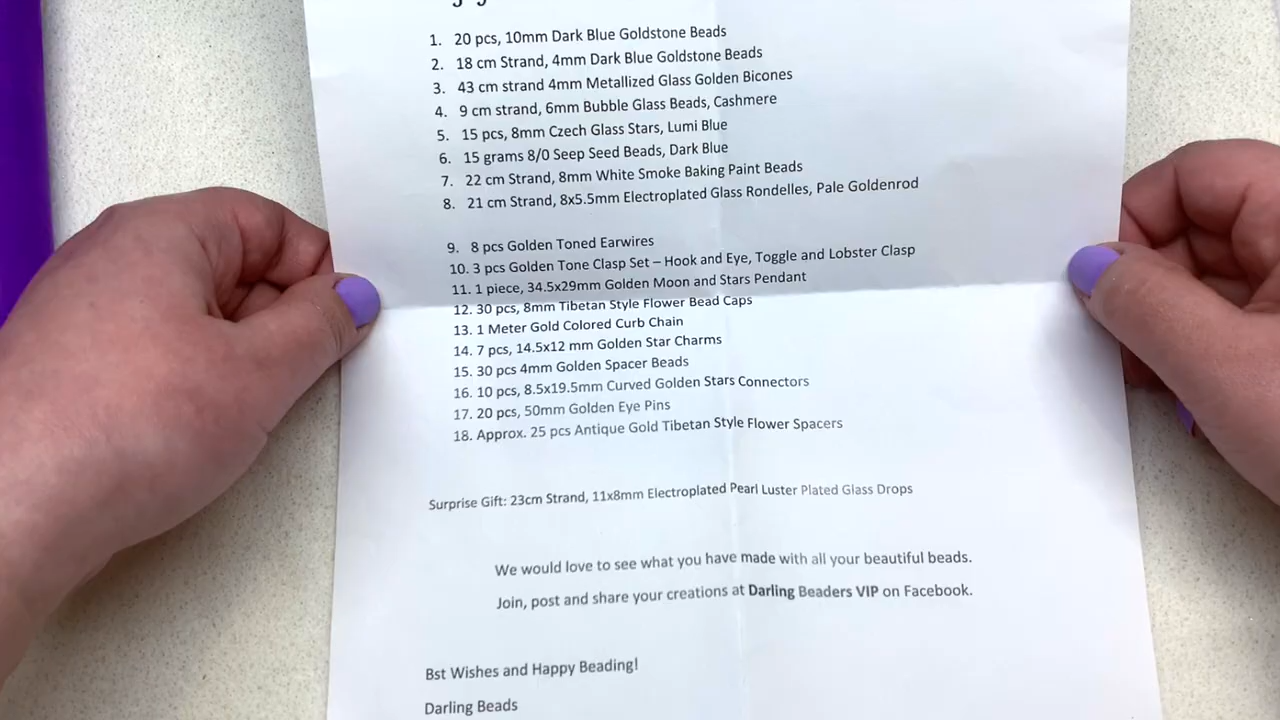 1. 20 pcs, 10mm Dark Blue Goldstone Beads
2. 18 cm Strand, 4mm Dark Blue Goldstone Beads
3. 43 cm strand 4mm Metallized Glass Golden Bicones
4. 9 cm strand, 6mm Bubble Glass Beads, Cashmere
5. 15 pcs, 8mm Czech Glass Stars, Lumi Blue
6. 15 grams 8/0 Seep Seed Beads, Dark Blue
7. 22 cm Strand, 8mm White Smoke Baking Paint Beads
8. 21 cm Strand, 8x5.5mm Electroplated Glass Rondelles, Pale Goldenrod
9. 8 pcs Golden Toned Earwires
10. 3 pcs Golden Tone Clasp Set – Hook and Eye, Toggle and Lobster Clasp
11. 1 piece, 34.5x29mm Golden Moon and Stars Pendant
12. 30 pcs, 8mm Tibetan Style Flower Bead Caps
13. 1 Meter Gold Colored Curb Chain
14. 7 pcs, 14.5x12 mm Golden Star Charms
15. 30 pcs 4mm Golden Spacer Beads
16. 10 pcs, 8.5x19.5mm Curved Golden Stars Connectors
17. 20 pcs, 50mm Golden Eye Pins
18. Approx. 25 pcs Antique Gold Tibetan Style Flower Spacers
Surprise Gift: 23cm Strand, 11x8mm Electroplated Pearl Luster Plated Glass Drops
We would love to see what you have made with all your beautiful beads.
Join, post and share your creations at Darling Beaders VIP on Facebook.
Bst Wishes and Happy Beading!
Darling Beads